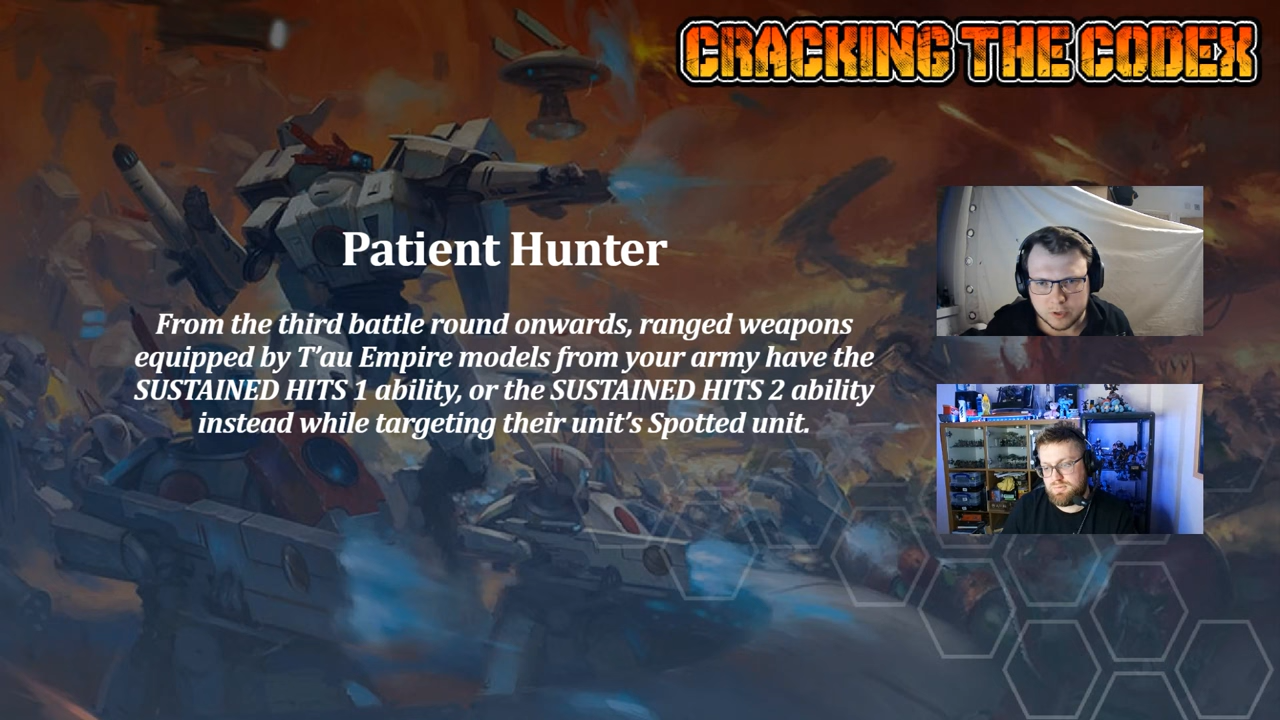 CRACKING THE CODEX
Patient Hunter
From the third battle round onwards, ranged weapons
equipped by T’au Empire models from your army have the
SUSTAINED HITS 1 ability, or the SUSTAINED HITS 2 ability
instead while targeting their unit’s Spotted unit.